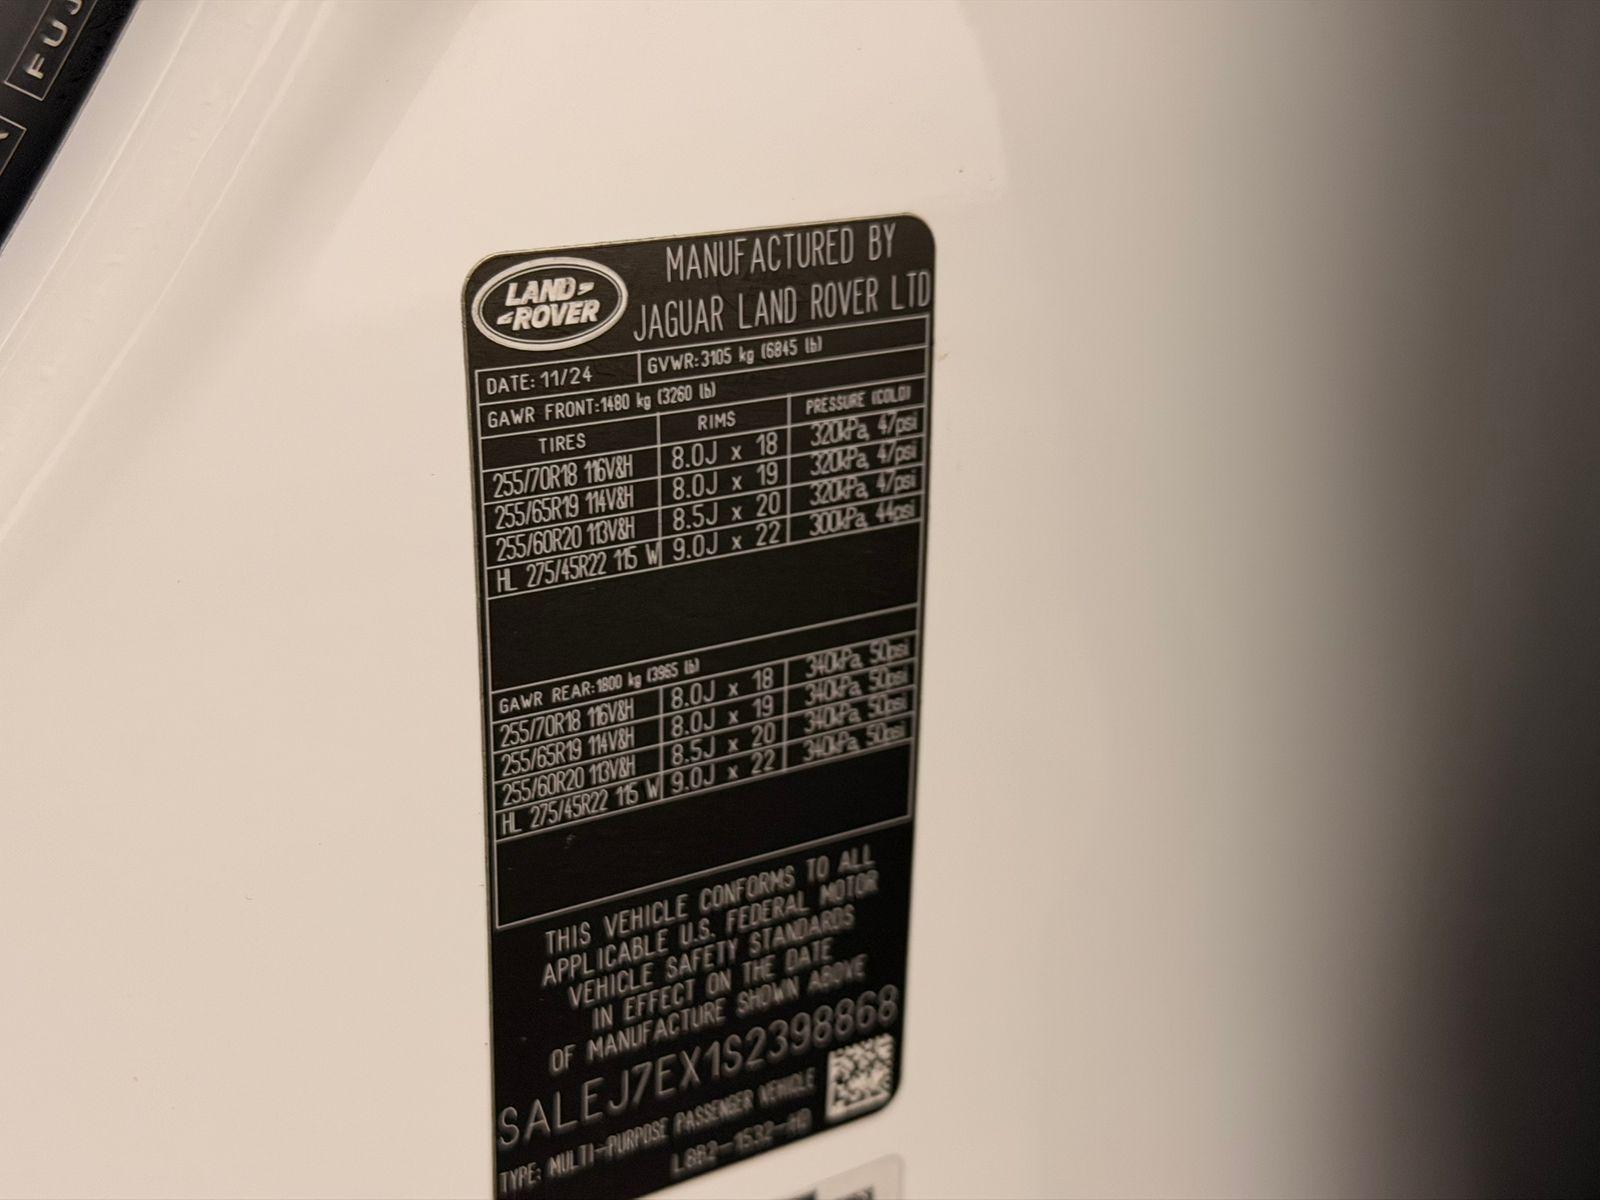 FUJ
LAND
ROVER
MANUFACTURED BY
JAGUAR LAND ROVER LTD
DATE: 11/24 GVWR:3105 kg (6845 lb)
GAWR FRONT:1480 kg (3260 lb)
TIRES RIMS PRESSURE (COLD)
255/70R18 116V&H 8.0J x 18 320kPa, 47psi
255/65R19 114V&H 8.0J x 19 320kPa, 47psi
255/60R20 113V&H 8.5J x 20 320kPa, 47psi
HL 275/45R22 115 W 9.0J x 22 300kPa, 44psi
GAWR REAR:1800 kg (3965 lb)
255/70R18 116V&H 8.0J x 18 340kPa, 50psi
255/65R19 114V&H 8.0J x 19 340kPa, 50psi
255/60R20 113V&H 8.5J x 20 340kPa, 50psi
HL 275/45R22 115 W 9.0J x 22 340kPa, 50psi
THIS VEHICLE CONFORMS TO ALL
APPLICABLE U.S. FEDERAL MOTOR
VEHICLE SAFETY STANDARDS
IN EFFECT ON THE DATE
OF MANUFACTURE SHOWN ABOVE
SALEJ7EX1S2398868
TYPE: MULTI-PURPOSE PASSENGER VEHICLE
L8B2-1532-HD